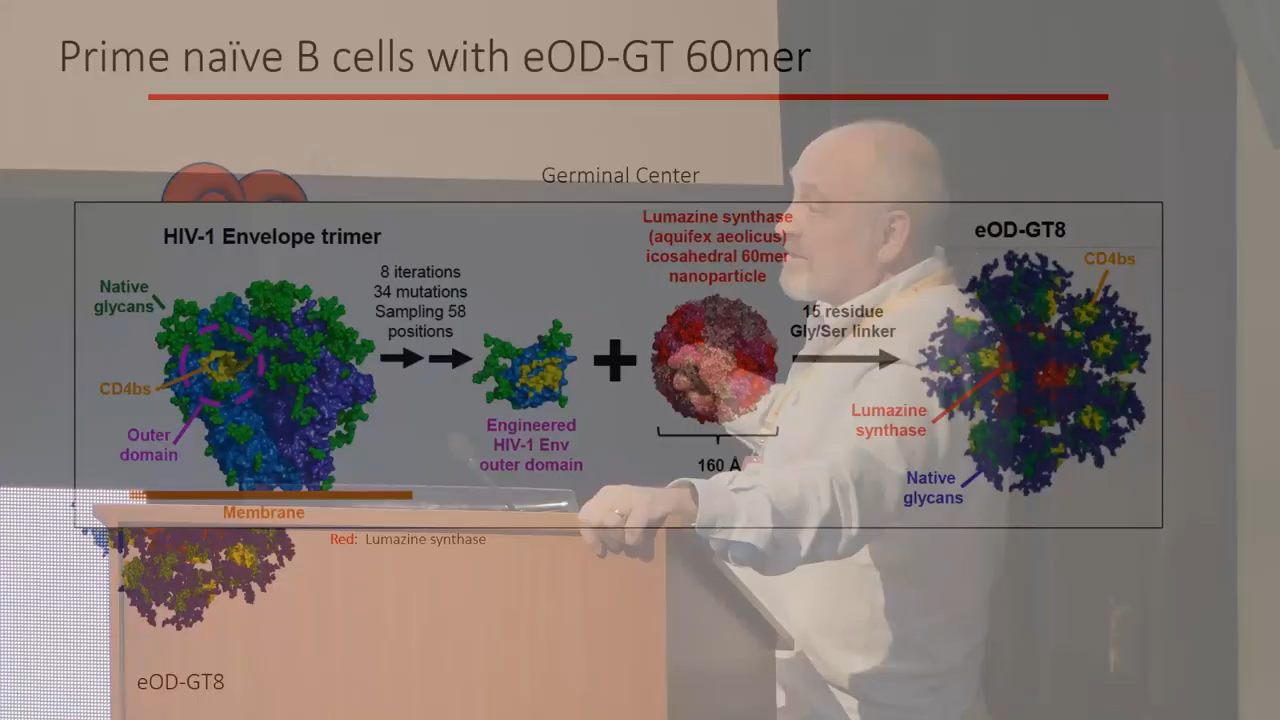 Prime naïve B cells with eOD-GT 60mer
Germinal Center
HIV-1 Envelope trimer
Native
glycans
CD4bs
Outer
domain
Membrane
8 iterations
34 mutations
Sampling 58
positions
Engineered
HIV-1 Env
outer domain
Lumazine synthase
(aquifex aeolicus)
icosahedral 60mer
nanoparticle
160 Å
15 residue
Gly/Ser linker
eOD-GT8
CD4bs
Lumazine
synthase
Native
glycans
Red: Lumazine synthase
eOD-GT8